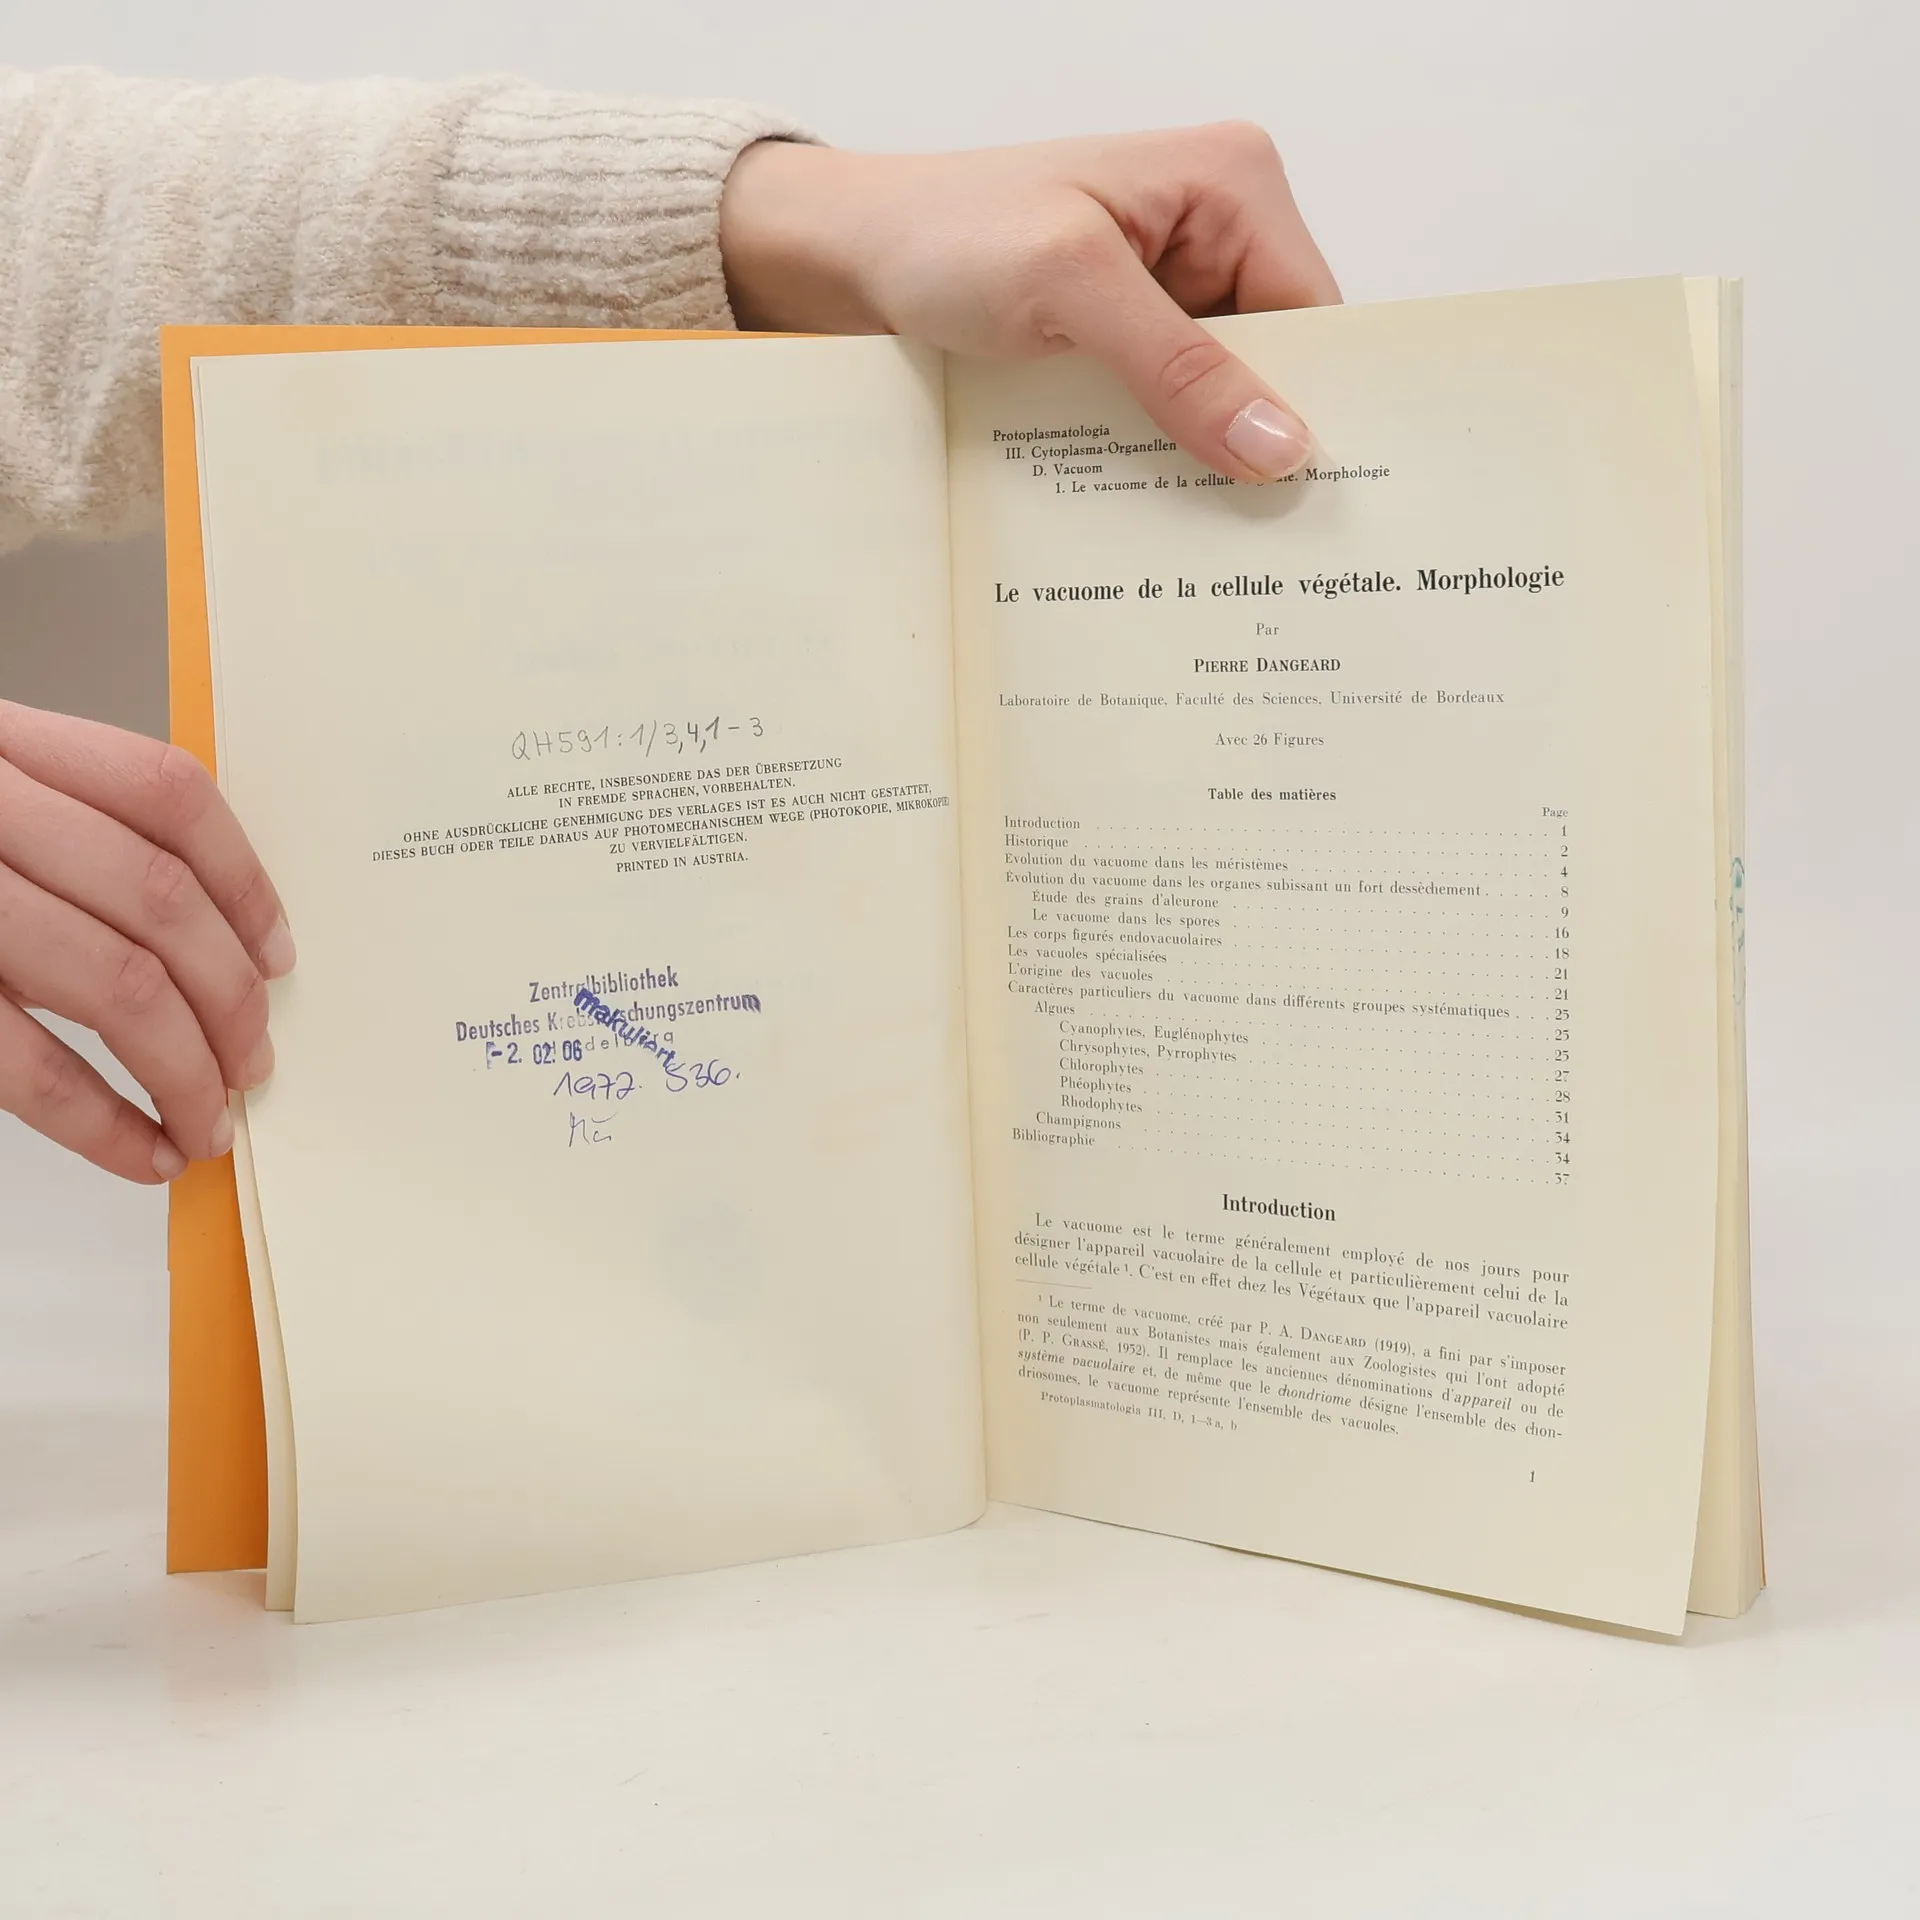 QH591:1/3,4,1-3
ALLE RECHTE, INSBESONDERE DAS DER ÜBERSETZUNG
IN FREMDE SPRACHEN, VORBEHALTEN.
OHNE AUSDRÜCKLICHE GENEHMIGUNG DES VERLAGES IST ES AUCH NICHT GESTATTET,
DIESES BUCH ODER TEILE DARAUS AUF PHOTOMECHANISCHEM WEGE (PHOTOKOPIE, MIKROKOPIE)
ZU VERVIELFÄLTIGEN.
PRINTED IN AUSTRIA.
Zentralbibliothek
Deutsches Krebsforschungszentrum
makuliert
-2. 02. 06
1977. 536.
Protoplasmatologia
III. Cytoplasma-Organellen
D. Vacuom
1. Le vacuome de la cellule Morphologie
Le vacuome de la cellule végétale. Morphologie
Par
PIERRE DANGEARD
Laboratoire de Botanique, Faculté des Sciences, Université de Bordeaux
Avec 26 Figures
Table des matières
Page
Introduction 1
Historique 2
Evolution du vacuome dans les méristèmes 4
Évolution du vacuome dans les organes subissant un fort dessèchement 8
Étude des grains d'aleurone 9
Le vacuome dans les spores 16
Les corps figurés endovacuolaires 18
Les vacuoles spécialisées 21
L'origine des vacuoles 21
Caractères particuliers du vacuome dans différents groupes systématiques 25
Algues 25
Cyanophytes, Euglénophytes 25
Chrysophytes, Pyrrophytes 27
Chlorophytes 28
Phéophytes 31
Rhodophytes 34
Champignons 34
Bibliographie 37
Introduction
Le vacuome est le terme généralement employé de nos jours pour
désigner l'appareil vacuolaire de la cellule et particulièrement celui de la
cellule végétale ¹. C'est en effet chez les Végétaux que l'appareil vacuolaire
¹ Le terme de vacuome, créé par P. A. DANGEARD (1919), a fini par s'imposer
non seulement aux Botanistes mais également aux Zoologistes qui l'ont adopté
(P. P. GRASSÉ, 1952). Il remplace les anciennes dénominations d'appareil ou de
système vacuolaire et, de même que le chondriome désigne l'ensemble des chon-
driosomes, le vacuome représente l'ensemble des vacuoles.
Protoplasmatologia III, D, 1—3 a, b
1